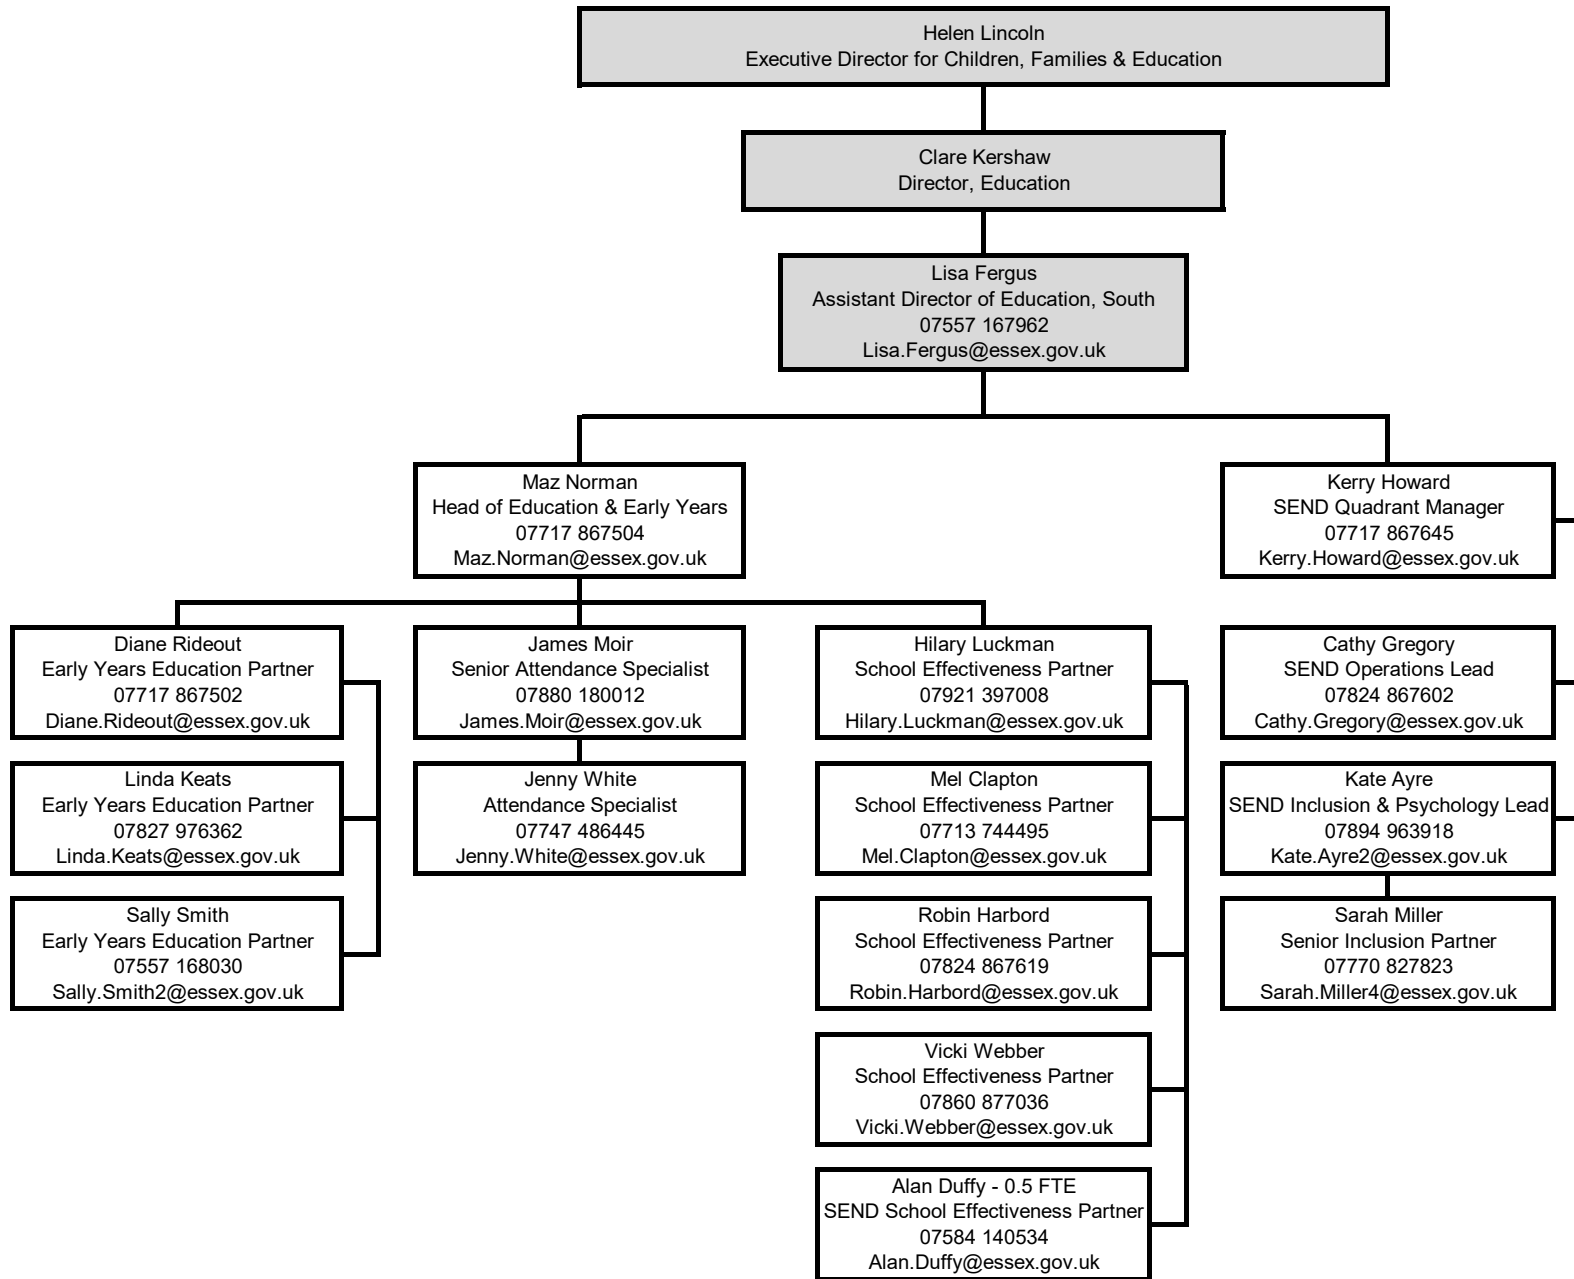 Helen Lincoln
Executive Director for Children, Families & Education
Clare Kershaw
Director, Education
Lisa Fergus
Assistant Director of Education, South
07557 167962
Lisa.Fergus@essex.gov.uk
Maz Norman
Head of Education & Early Years
07717 867504
Maz.Norman@essex.gov.uk
Kerry Howard
SEND Quadrant Manager
07717 867645
Kerry.Howard@essex.gov.uk
Diane Rideout
Early Years Education Partner
07717 867502
Diane.Rideout@essex.gov.uk
Linda Keats
Early Years Education Partner
07827 976362
Linda.Keats@essex.gov.uk
Sally Smith
Early Years Education Partner
07557 168030
Sally.Smith2@essex.gov.uk
James Moir
Senior Attendance Specialist
07880 180012
James.Moir@essex.gov.uk
Jenny White
Attendance Specialist
07747 486445
Jenny.White@essex.gov.uk
Hilary Luckman
School Effectiveness Partner
07921 397008
Hilary.Luckman@essex.gov.uk
Mel Clapton
School Effectiveness Partner
07713 744495
Mel.Clapton@essex.gov.uk
Robin Harbord
School Effectiveness Partner
07824 867619
Robin.Harbord@essex.gov.uk
Vicki Webber
School Effectiveness Partner
07860 877036
Vicki.Webber@essex.gov.uk
Alan Duffy - 0.5 FTE
SEND School Effectiveness Partner
07584 140534
Alan.Duffy@essex.gov.uk
Cathy Gregory
SEND Operations Lead
07824 867602
Cathy.Gregory@essex.gov.uk
Kate Ayre
SEND Inclusion & Psychology Lead
07894 963918
Kate.Ayre2@essex.gov.uk
Sarah Miller
Senior Inclusion Partner
07770 827823
Sarah.Miller4@essex.gov.uk